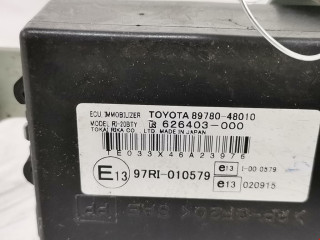 ECU, IMMOBILIZER TOYOTA 89780-48010
MODEL RI-20BTY 626403-000
TOKAI RIKA CO., LTD. MADE IN JAPAN
IE033X46A23976
E13 97RI-010579
e13 1-00 0579
e13 020915